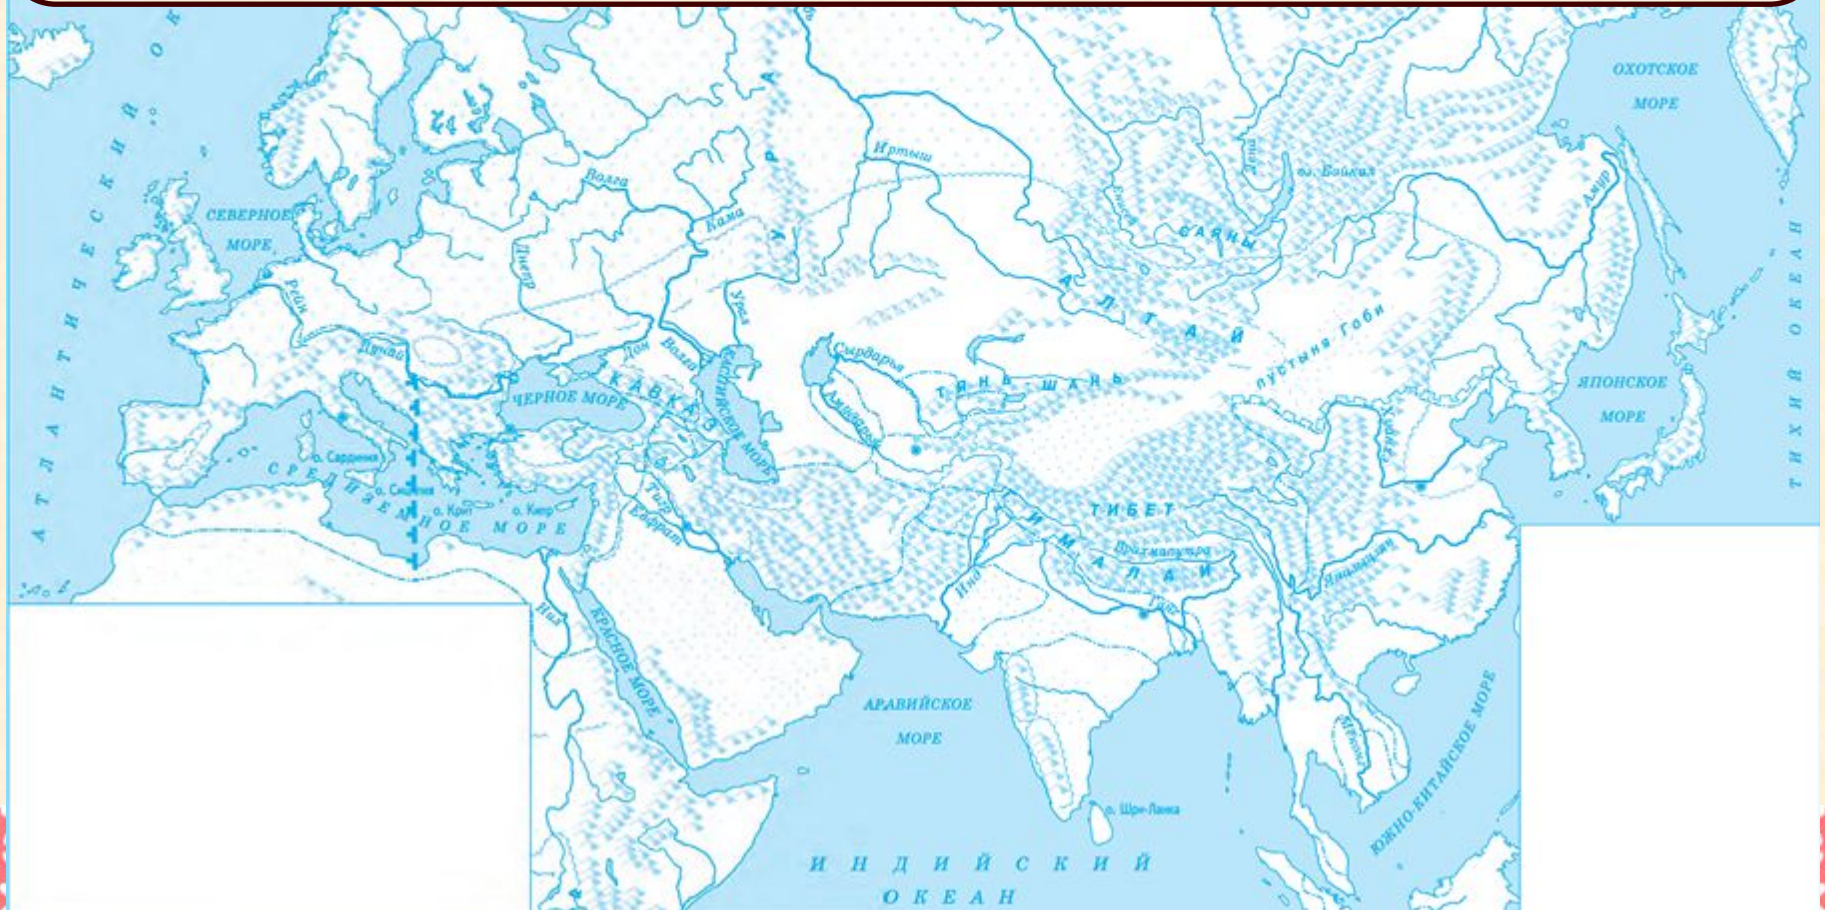 АТЛАНТИЧЕСКИЙ ОК
СЕВЕРНОЕ
МОРЕ
Рейн
Дунай
Днепр
Волга
Кама
УРА
Урал
Дон
Волга
Иртыш
Енисей
Лена
оз. Байкал
САЯНЫ
АЛТАЙ
Амур
ОХОТСКОЕ
МОРЕ
ТИХИЙ ОКЕАН
ЯПОНСКОЕ
МОРЕ
пустыня Гоби
Хуанхэ
ТЯНЬ-ШАНЬ
Сырдарья
Амударья
КАСПИЙСКОЕ МОРЕ
КАВКАЗ
ЧЕРНОЕ МОРЕ
о. Сардиния
о. Сицилия
о. Крит
о. Кипр
СРЕДИЗЕМНОЕ МОРЕ
Тигр
Евфрат
Нил
КРАСНОЕ МОРЕ
ТИБЕТ
ГИМАЛАИ
Брахмапутра
Инд
Ганг
Янцзы
Меконг
АРАВИЙСКОЕ
МОРЕ
о. Шри-Ланка
ЮЖНО-КИТАЙСКОЕ МОРЕ
ИНДИЙСКИЙ
ОКЕАН